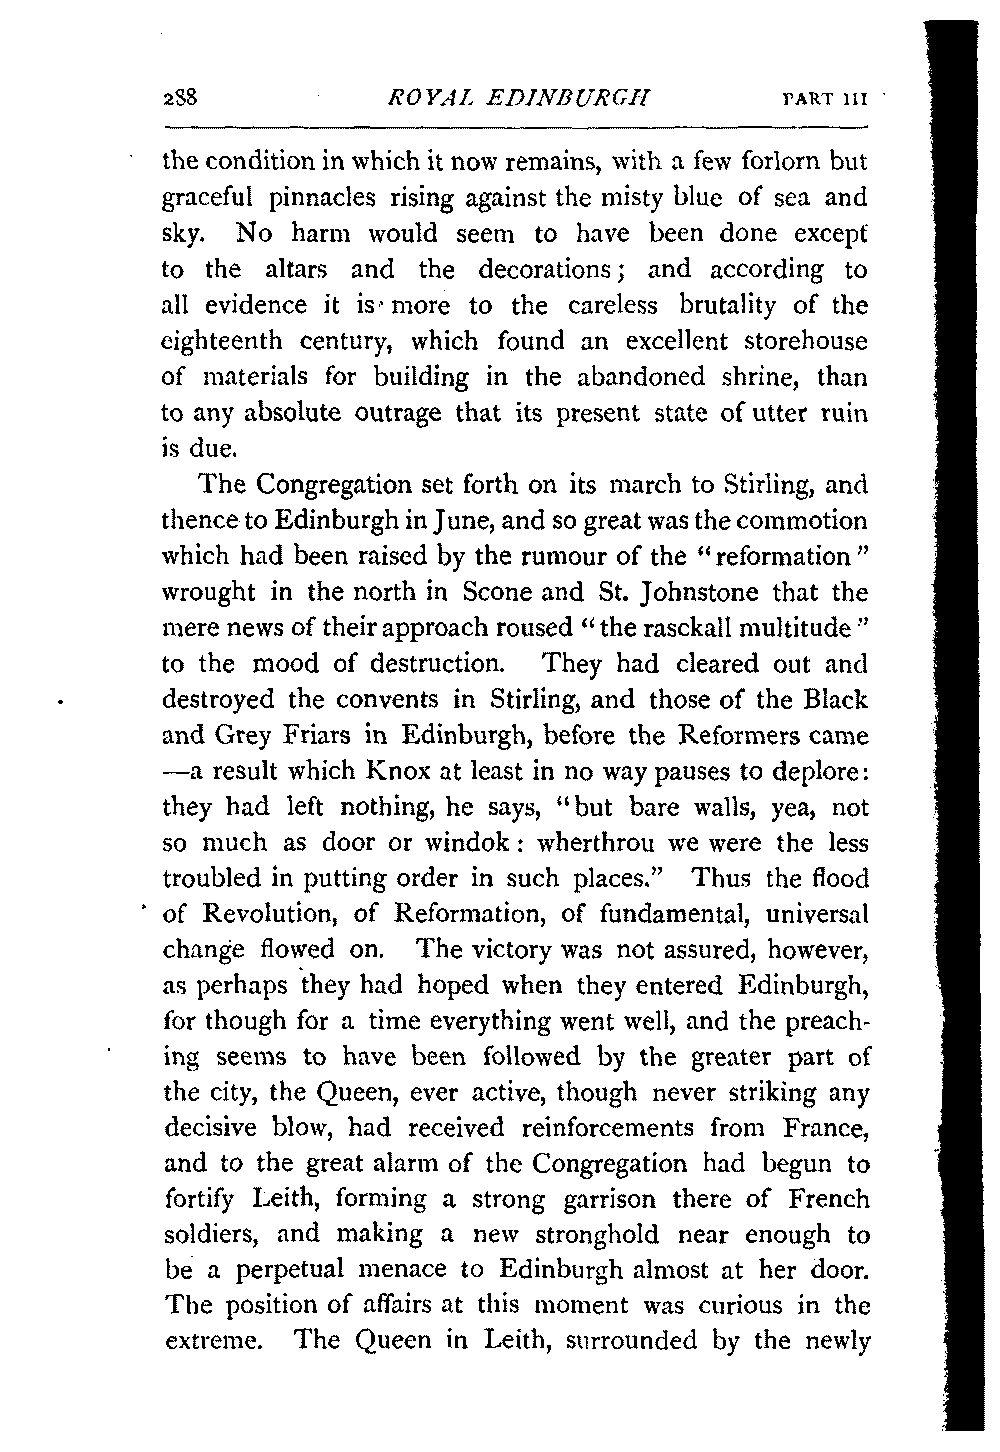 288 ROYAL EDINBURGH PART III
the condition in which it now remains, with a few forlorn but
graceful pinnacles rising against the misty blue of sea and
sky. No harm would seem to have been done except
to the altars and the decorations; and according to
all evidence it is more to the careless brutality of the
eighteenth century, which found an excellent storehouse
of materials for building in the abandoned shrine, than
to any absolute outrage that its present state of utter ruin
is due.
The Congregation set forth on its march to Stirling, and
thence to Edinburgh in June, and so great was the commotion
which had been raised by the rumour of the “reformation”
wrought in the north in Scone and St. Johnstone that the
mere news of their approach roused “the rasckall multitude”
to the mood of destruction. They had cleared out and
destroyed the convents in Stirling, and those of the Black
and Grey Friars in Edinburgh, before the Reformers came
—a result which Knox at least in no way pauses to deplore:
they had left nothing, he says, “but bare walls, yea, not
so much as door or windok: wherthrou we were the less
troubled in putting order in such places.” Thus the flood
of Revolution, of Reformation, of fundamental, universal
change flowed on. The victory was not assured, however,
as perhaps they had hoped when they entered Edinburgh,
for though for a time everything went well, and the preach-
ing seems to have been followed by the greater part of
the city, the Queen, ever active, though never striking any
decisive blow, had received reinforcements from France,
and to the great alarm of the Congregation had begun to
fortify Leith, forming a strong garrison there of French
soldiers, and making a new stronghold near enough to
be a perpetual menace to Edinburgh almost at her door.
The position of affairs at this moment was curious in the
extreme. The Queen in Leith, surrounded by the newly